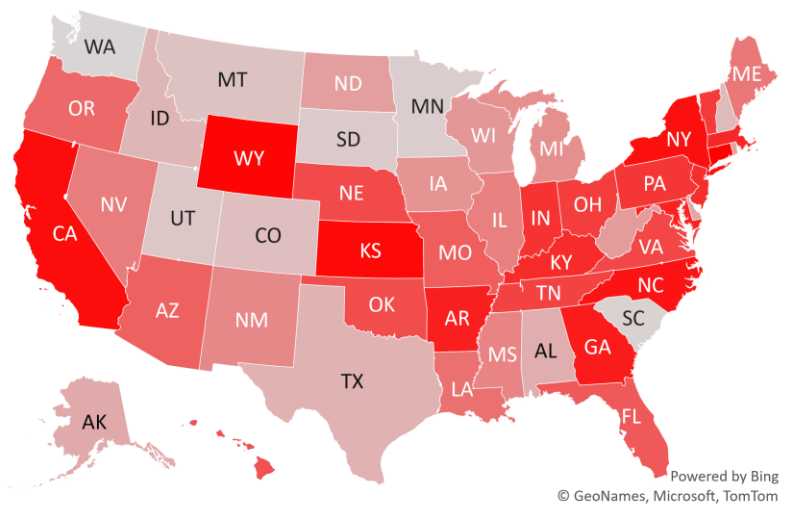 WA
MT
ND
MN
ME
OR
ID
SD
WI
MI
NY
WY
NE
IA
PA
NV
UT
CO
IL
IN
OH
CA
KS
MO
KY
VA
AZ
NM
OK
AR
TN
NC
TX
LA
MS
AL
GA
SC
AK
FL
Powered by Bing
© GeoNames, Microsoft, TomTom